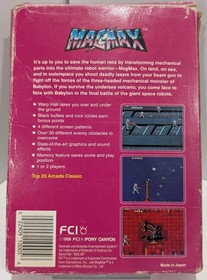 MAGMAX™
It's up to you to save the human race by transforming mechanical
parts into the ultimate robot warrior—MagMax. On land, on sea,
and in outerspace you shoot deadly lasers from your beam gun to
fight off the forces of the three-headed mechanical monster of
Babylon. If you survive the undersea volcano, you come face to
face with Babylon in the final battle of the giant space robots.
• Warp Hall takes you over and under
the ground
• Black bullets and rock circles earn
bonus points
• 4 different screen patterns
• Over 30 different enemy obstacles to
overcome
• State-of-the-art graphics and sound
effects
• Memory feature saves score and play
position
• 1 or 2 players
Top 20 Arcades Classic
FCI
© 1988 FCI • PONY CANYON
Made in Japan